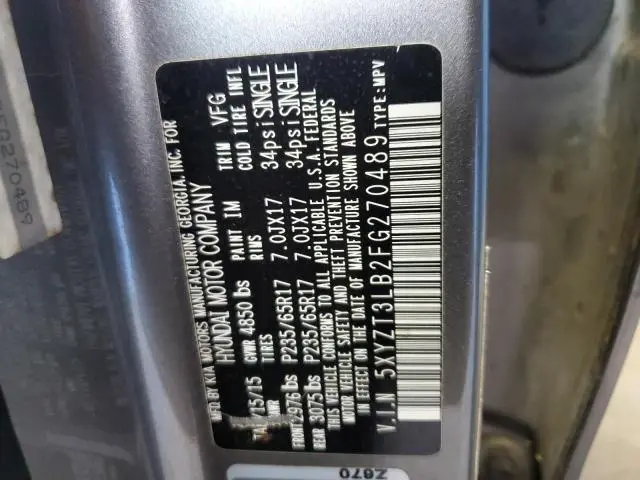 MFD BY KIA MOTORS MANUFACTURING GEORGIA, INC. FOR
HYUNDAI MOTOR COMPANY TRIM VFG
/15/15 GVWR 4850 lbs PAINT IM COLD TIRE INFL
TIRES RIMS
FRONT 2976 lbs P235/65R17 7.0JX17 34psi SINGLE
REAR 3075 lbs P235/65R17 7.0JX17 34psi SINGLE
THIS VEHICLE CONFORMS TO ALL APPLICABLE U.S.A. FEDERAL
MOTOR VEHICLE SAFETY AND THEFT PREVENTION STANDARDS
IN EFFECT ON THE DATE OF MANUFACTURE SHOWN ABOVE
V.I.N 5XYZT3LB2FG270489 TYPE:MPV
Z670